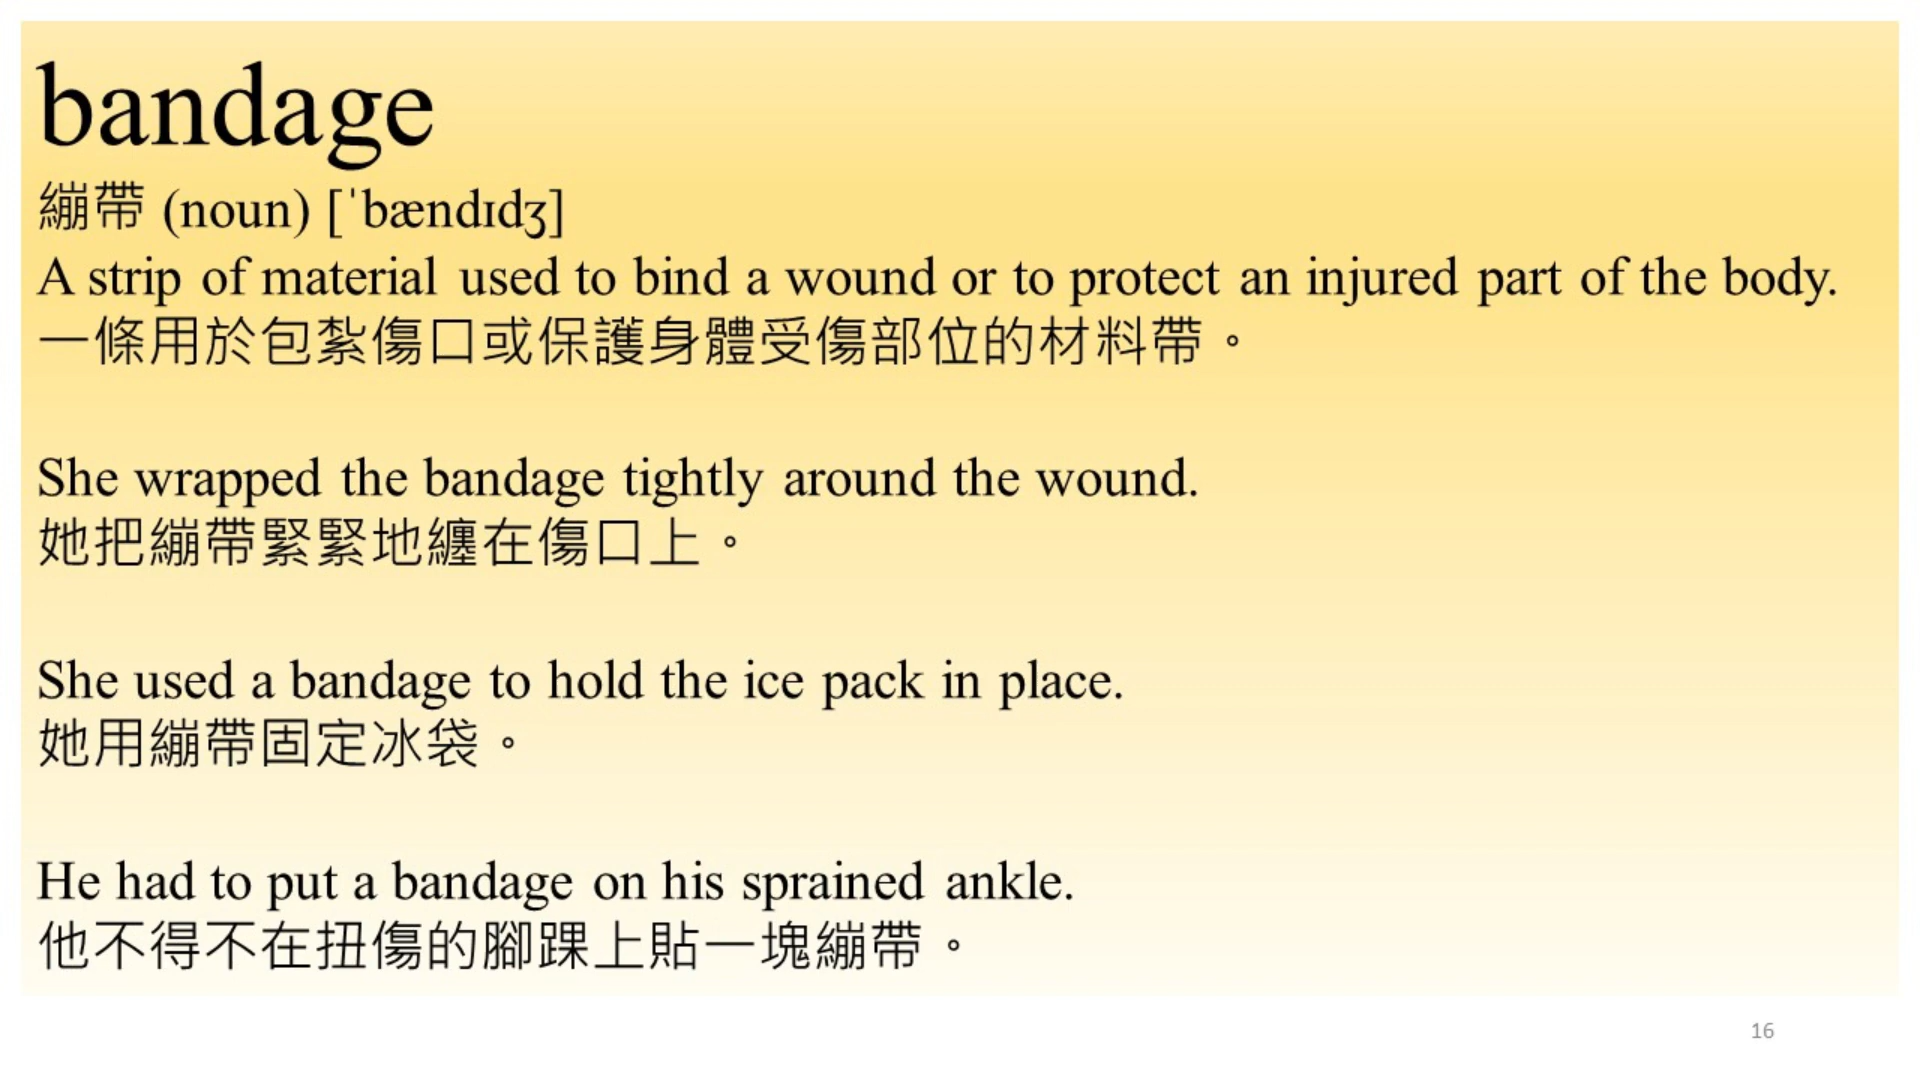 bandage
繃帶 (noun) [ˈbændɪdʒ]
A strip of material used to bind a wound or to protect an injured part of the body.
一條用於包紮傷口或保護身體受傷部位的材料帶。
She wrapped the bandage tightly around the wound.
她把繃帶緊緊地纏在傷口上。
She used a bandage to hold the ice pack in place.
她用繃帶固定冰袋。
He had to put a bandage on his sprained ankle.
他不得不在扭傷的腳踝上貼一塊繃帶。
16